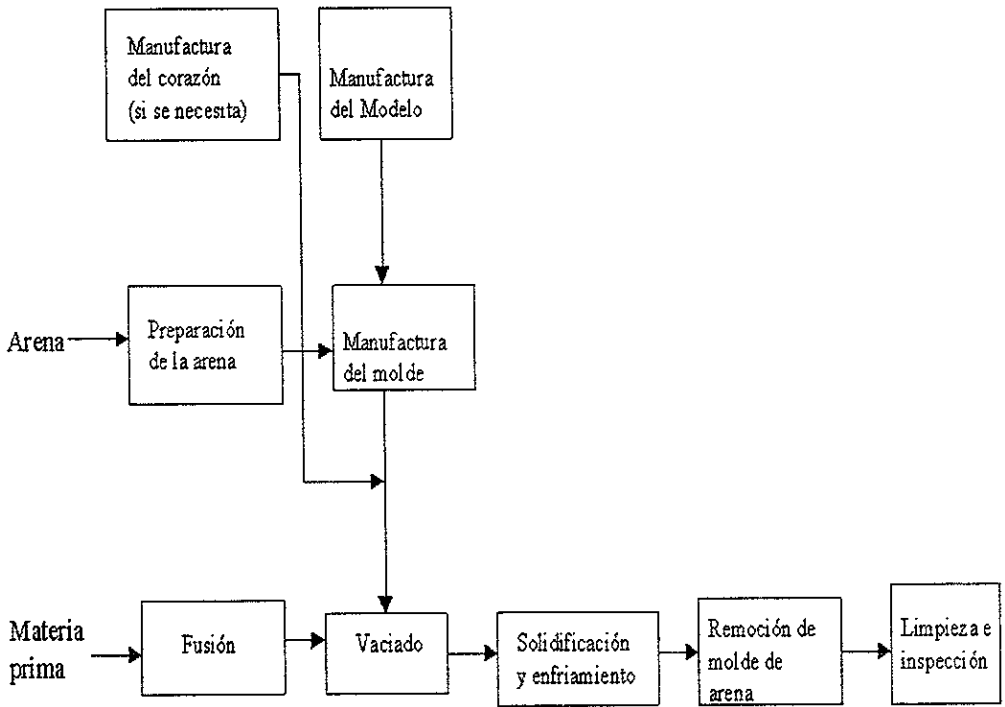 Manufactura
del corazón
(si se necesita)
Manufactura
del Modelo
Arena
Preparación
de la arena
Manufactura
del molde
Materia
prima
Fusión
Vaciado
Solidificación
y enfriamiento
Remoción de
molde de
arena
Limpieza e
inspección